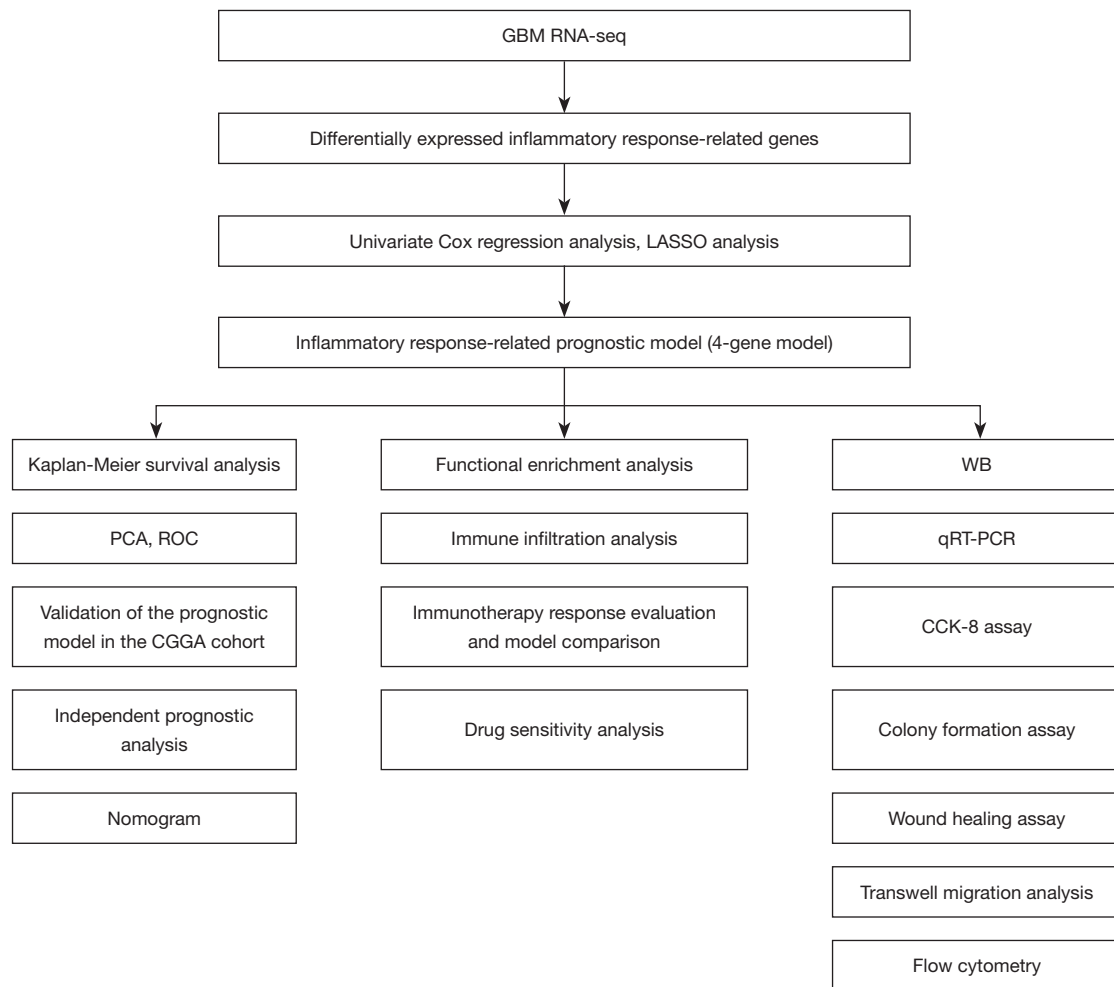 GBM RNA-seq
Differentially expressed inflammatory response-related genes
Univariate Cox regression analysis, LASSO analysis
Inflammatory response-related prognostic model (4-gene model)
Kaplan-Meier survival analysis
PCA, ROC
Validation of the prognostic
model in the CGGA cohort
Independent prognostic
analysis
Nomogram
Functional enrichment analysis
Immune infiltration analysis
Immunotherapy response evaluation
and model comparison
Drug sensitivity analysis
WB
qRT-PCR
CCK-8 assay
Colony formation assay
Wound healing assay
Transwell migration analysis
Flow cytometry